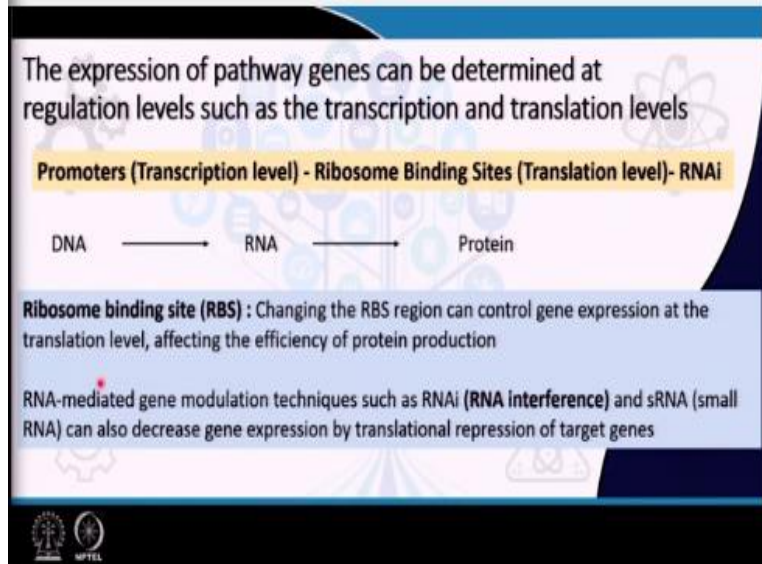 The expression of pathway genes can be determined at
regulation levels such as the transcription and translation levels
Promoters (Transcription level) - Ribosome Binding Sites (Translation level)- RNAi
DNA RNA Protein
Ribosome binding site (RBS) : Changing the RBS region can control gene expression at the
translation level, affecting the efficiency of protein production
RNA-mediated gene modulation techniques such as RNAi (RNA interference) and sRNA (small
RNA) can also decrease gene expression by translational repression of target genes
NPTEL